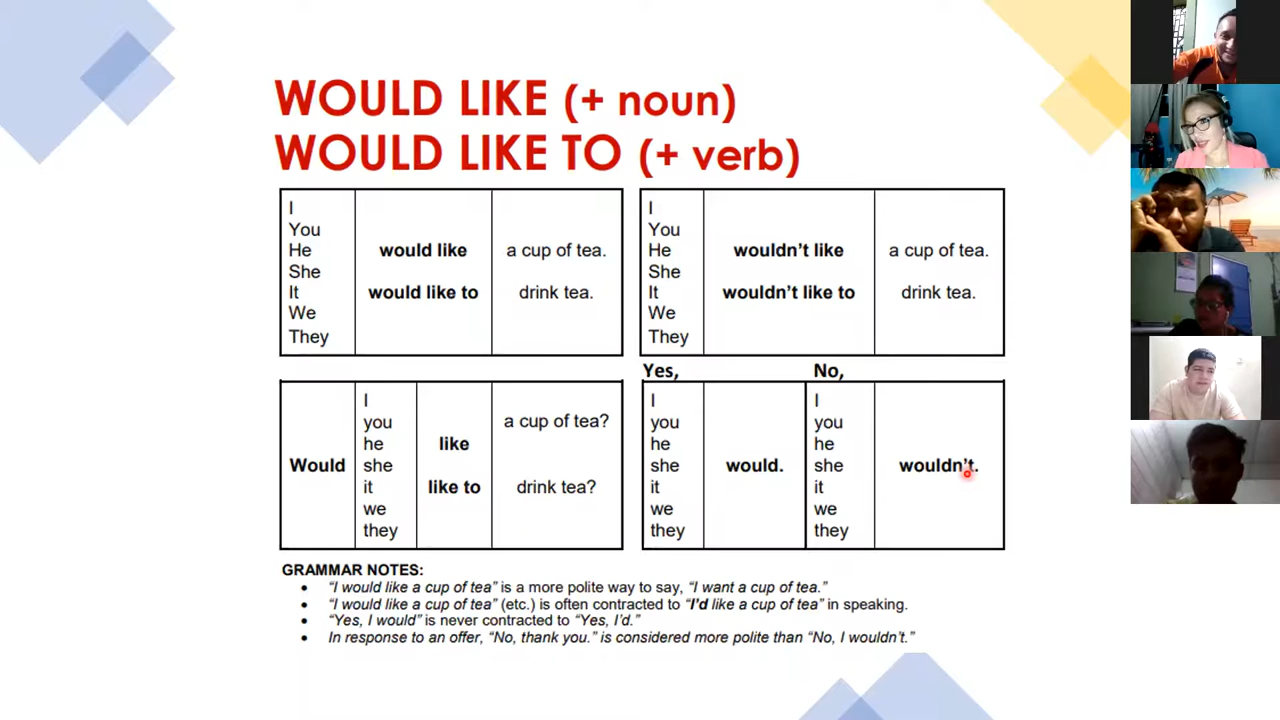 WOULD LIKE (+ noun)
WOULD LIKE TO (+ verb)
I
You
He
She
It
We
They
would like
would like to
a cup of tea.
drink tea.
I
You
He
She
It
We
They
wouldn't like
wouldn't like to
a cup of tea.
drink tea.
Would
I
you
he
she
it
we
they
like
like to
a cup of tea?
drink tea?
Yes,
I
you
he
she
it
we
they
would.
No,
I
you
he
she
it
we
they
wouldn't.
GRAMMAR NOTES:
• "I would like a cup of tea" is a more polite way to say, "I want a cup of tea."
• "I would like a cup of tea" (etc.) is often contracted to "I'd like a cup of tea" in speaking.
• "Yes, I would" is never contracted to "Yes, I'd."
• In response to an offer, "No, thank you." is considered more polite than "No, I wouldn't."